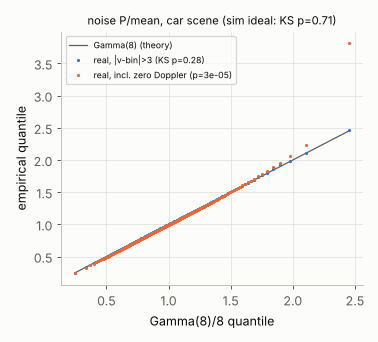 noise P/mean, car scene (sim ideal: KS p=0.71)
Gamma(8) (theory)
real, |v-bin|>3 (KS p=0.28)
real, incl. zero Doppler (p=3e-05)
empirical quantile
3.5
3.0
2.5
2.0
1.5
1.0
0.5
0.5 1.0 1.5 2.0 2.5
Gamma(8)/8 quantile